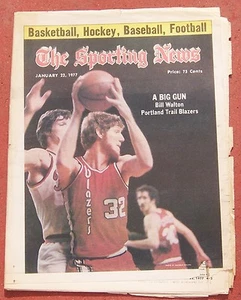 Basketball, Hockey, Baseball, Football
The Sporting News
JANUARY 22, 1977
Price: 75 Cents
A BIG GUN
Bill Walton
Portland Trail Blazers
blazers
32